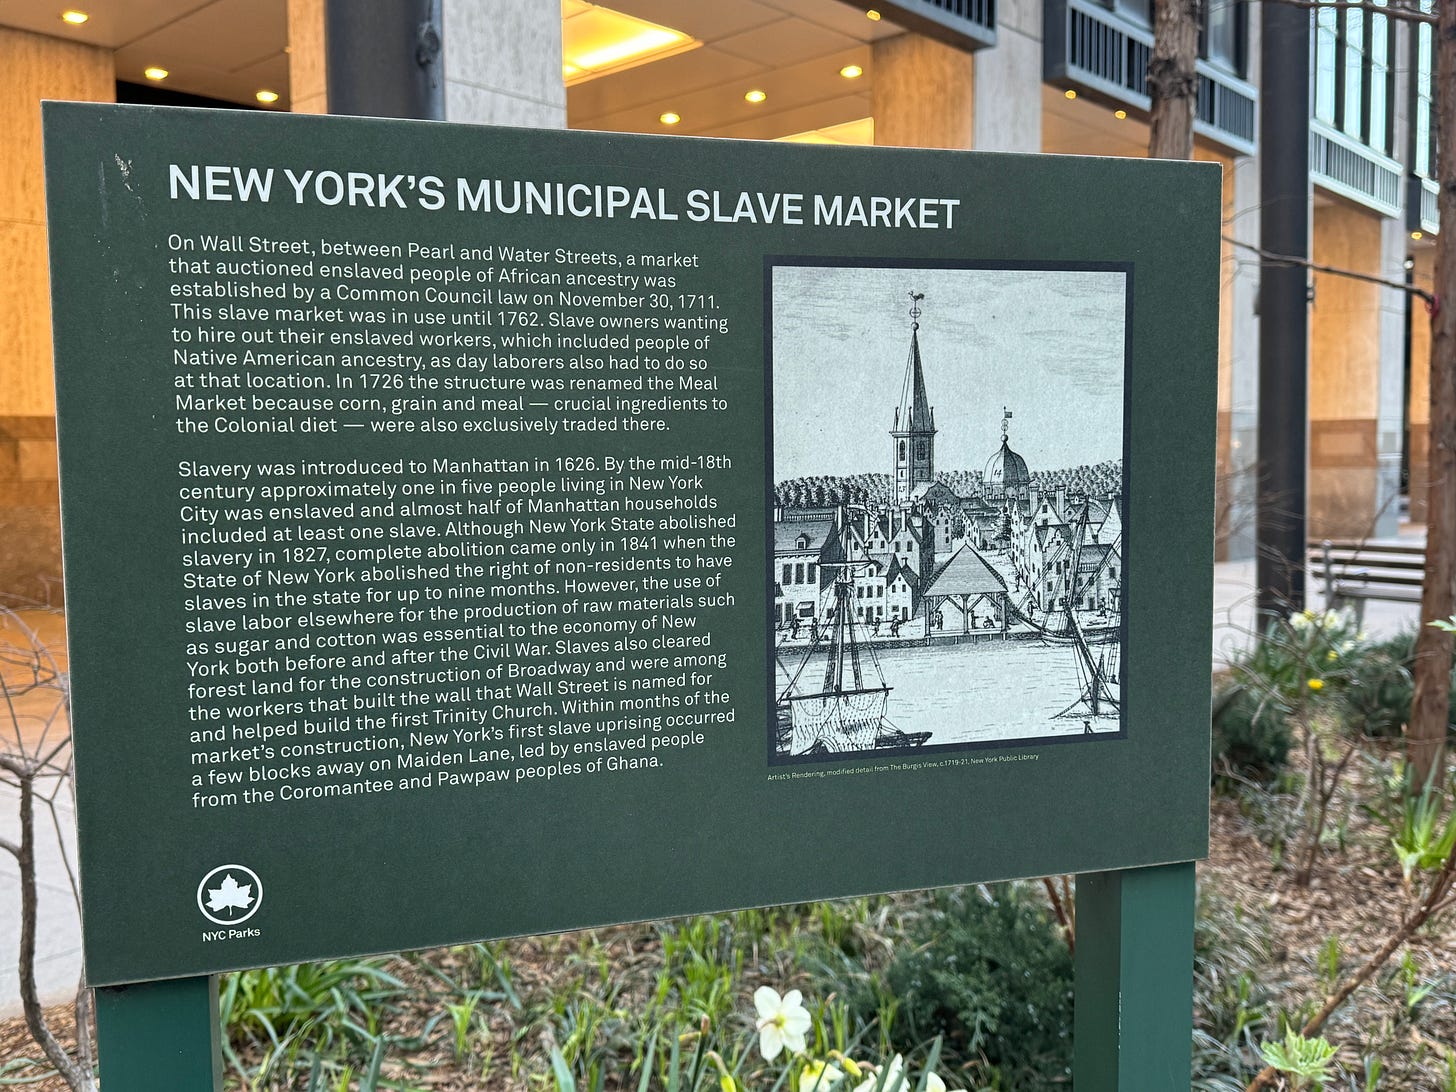 NEW YORK'S MUNICIPAL SLAVE MARKET
On Wall Street, between Pearl and Water Streets, a market
that auctioned enslaved people of African ancestry was
established by a Common Council law on November 30, 1711.
This slave market was in use until 1762. Slave owners wanting
to hire out their enslaved workers, which included people of
Native American ancestry, as day laborers also had to do so
at that location. In 1726 the structure was renamed the Meal
Market because corn, grain and meal — crucial ingredients to
the Colonial diet — were also exclusively traded there.
Slavery was introduced to Manhattan in 1626. By the mid-18th
century approximately one in five people living in New York
City was enslaved and almost half of Manhattan households
included at least one slave. Although New York State abolished
slavery in 1827, complete abolition came only in 1841 when the
State of New York abolished the right of non-residents to have
slaves in the state for up to nine months. However, the use of
slave labor elsewhere for the production of raw materials such
as sugar and cotton was essential to the economy of New
York both before and after the Civil War. Slaves also cleared
forest land for the construction of Broadway and were among
the workers that built the wall that Wall Street is named for
and helped build the first Trinity Church. Within months of the
market's construction, New York's first slave uprising occurred
a few blocks away on Maiden Lane, led by enslaved people
from the Coromantee and Pawpaw peoples of Ghana.
14
Artist's Rendering, modified detail from The Burgis View, c.1719-21, New York Public Library
NYC Parks